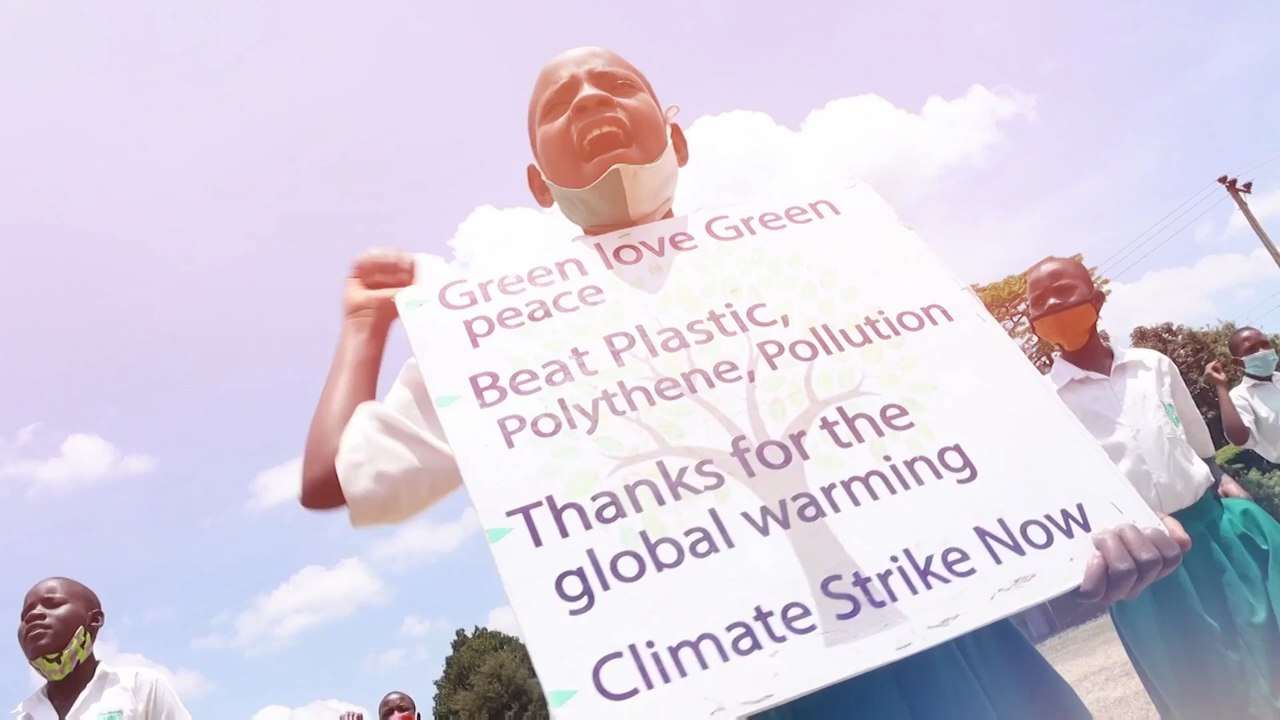 Green love Green
peace
Beat Plastic,
Polythene, Pollution
Thanks for the
global warming
Climate Strike Now